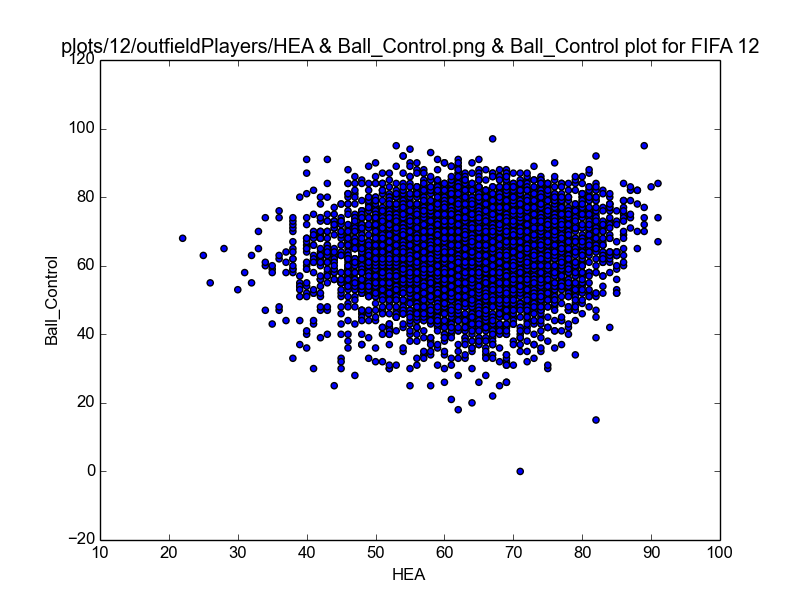 plots/12/outfieldPlayers/HEA & Ball_Control.png & Ball_Control plot for FIFA 12
120
100
80
60
40
20
0
−20
Ball_Control
10 20 30 40 50 60 70 80 90 100
HEA